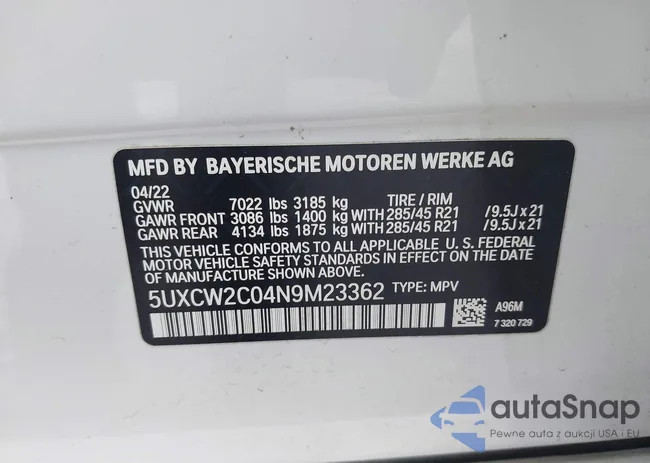 MFD BY BAYERISCHE MOTOREN WERKE AG
04/22
GVWR 7022 lbs 3185 kg TIRE / RIM
GAWR FRONT 3086 lbs 1400 kg WITH 285/45 R21 /9.5J x 21
GAWR REAR 4134 lbs 1875 kg WITH 285/45 R21 /9.5J x 21
THIS VEHICLE CONFORMS TO ALL APPLICABLE U. S. FEDERAL
MOTOR VEHICLE SAFETY STANDARDS IN EFFECT ON THE
DATE OF MANUFACTURE SHOWN ABOVE.
5UXCW2C04N9M23362 TYPE: MPV
A96M
7 320 729
autoSnap
Pewne auta z aukcji USA i EU